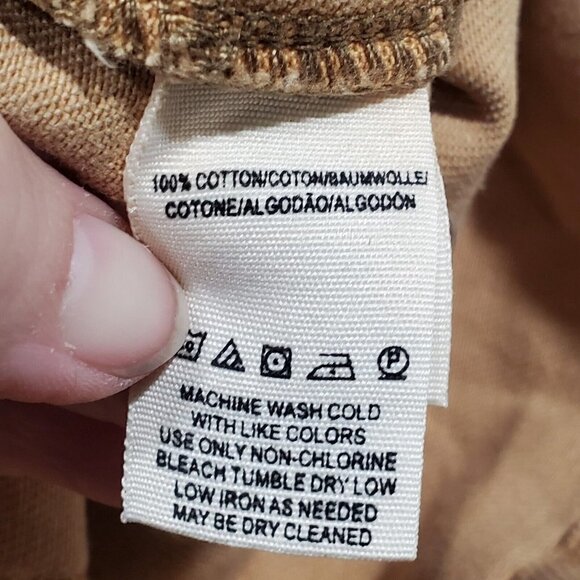 100% COTTON/COTON/BAUMWOLLE/
COTONE/ALGODÃO/ALGODÓN
P
MACHINE WASH COLD
WITH LIKE COLORS
USE ONLY NON-CHLORINE
BLEACH TUMBLE DRY LOW
LOW IRON AS NEEDED
MAY BE DRY CLEANED